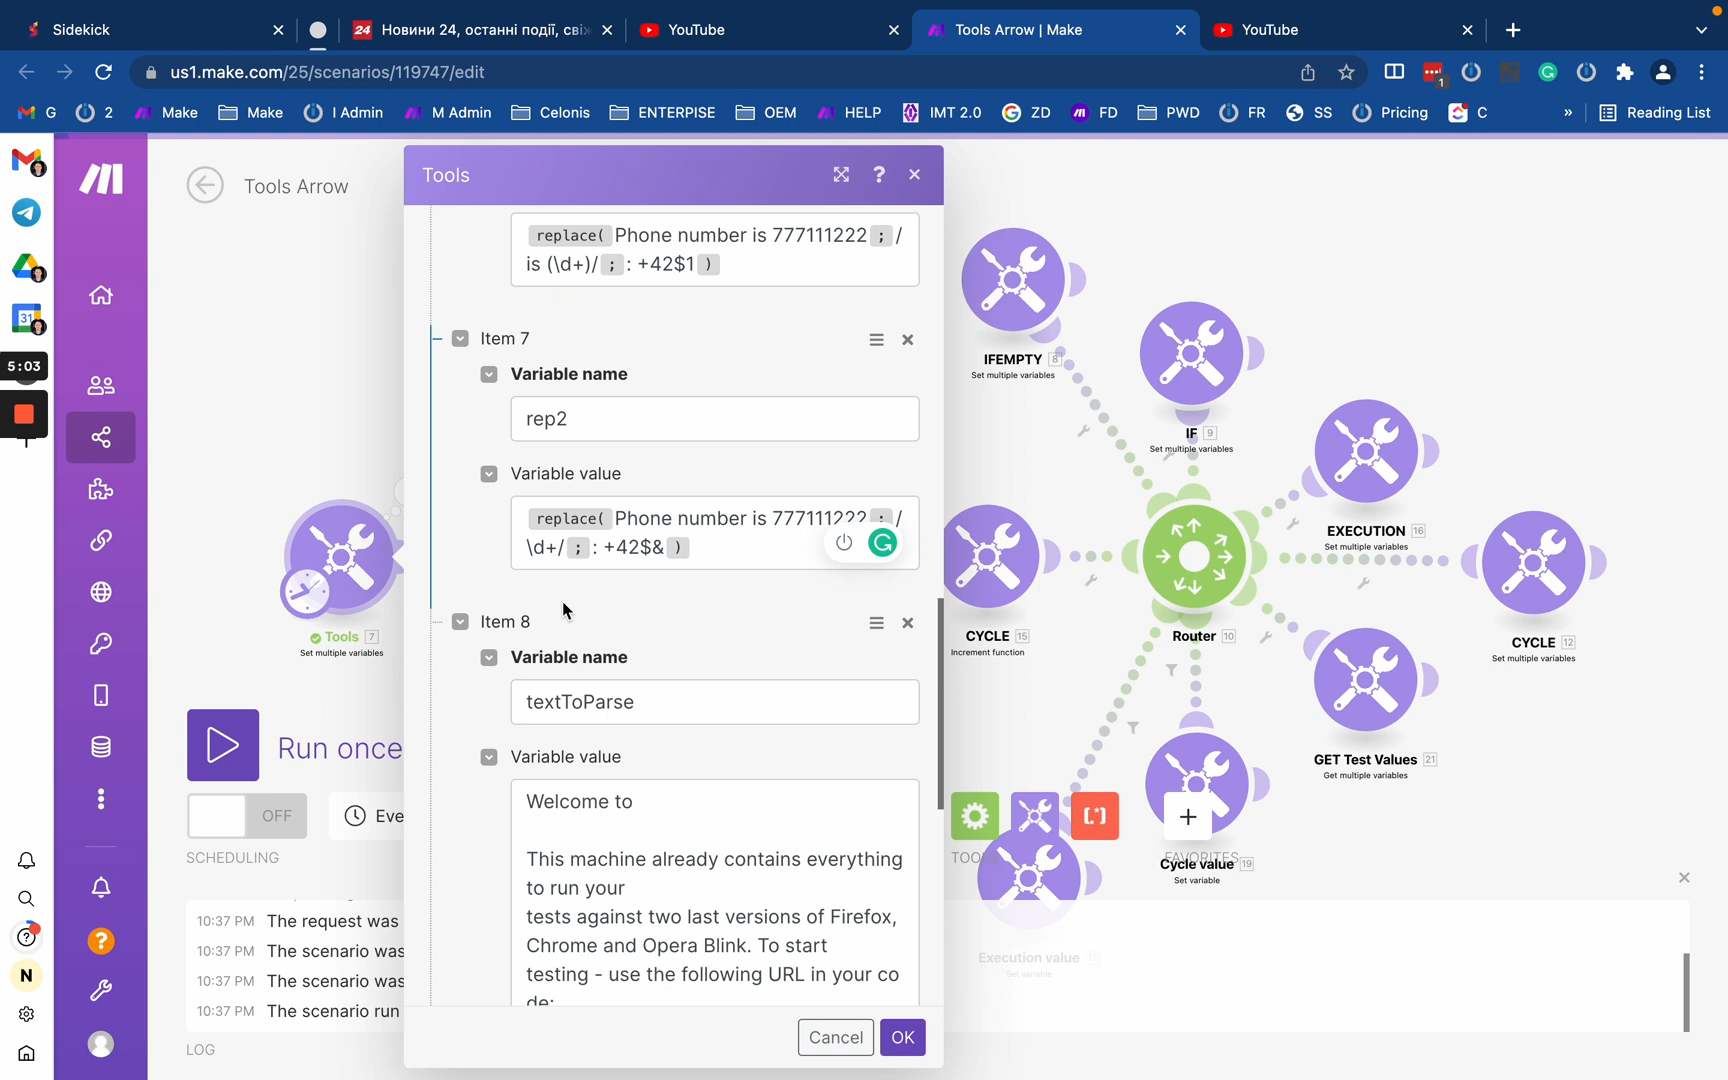 Sidekick
24 Новини 24, останні події, сві
YouTube
Tools Arrow | Make
YouTube
us1.make.com/25/scenarios/119747/edit
1
G
2
Make
Make
I Admin
M Admin
Celonis
ENTERPISE
OEM
HELP
IMT 2.0
ZD
FD
PWD
FR
SS
Pricing
C
»
Reading List
31
5:03
N
Tools Arrow
Tools
?
replace( Phone number is 777111222 ; /
is (\d+)/ ; : +42$1 )
Item 7
Variable name
rep2
Variable value
replace( Phone number is 777111222 ; /
\d+/ ; : +42$& )
Item 8
Variable name
textToParse
Variable value
Welcome to
This machine already contains everything
to run your
tests against two last versions of Firefox,
Chrome and Opera Blink. To start
testing - use the following URL in your co
de:
Cancel
OK
Tools 7
Set multiple variables
Run once
OFF
Eve
SCHEDULING
10:37 PM The request was
10:37 PM The scenario was
10:37 PM The scenario was
10:37 PM The scenario run
LOG
IFEMPTY 8
Set multiple variables
IF 9
Set multiple variables
EXECUTION 16
Set multiple variables
CYCLE 15
Increment function
Router 10
CYCLE 12
Set multiple variables
GET Test Values 21
Get multiple variables
TOO
FAVORITES
Cycle value 19
Set variable
Execution value
Set variable